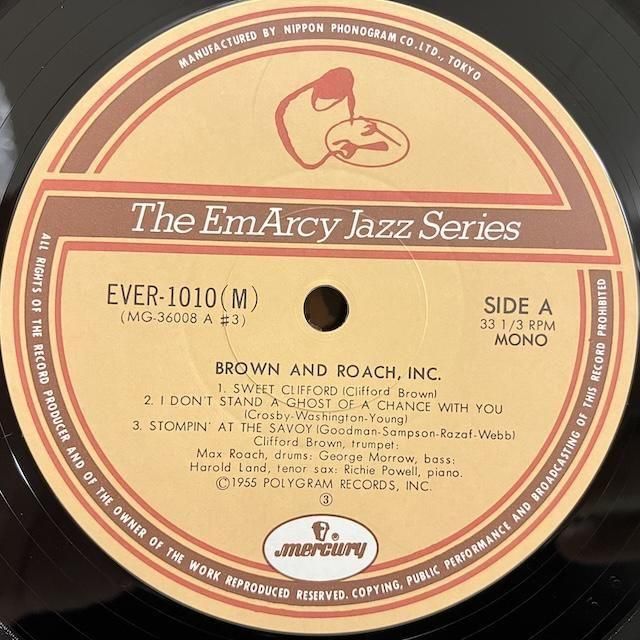 MANUFACTURED BY NIPPON PHONOGRAM CO. LTD., TOKYO
The EmArcy Jazz Series
EVER-1010(M)
(MG-36008 A #3)
SIDE A
33 1/3 RPM
MONO
BROWN AND ROACH, INC.
1. SWEET CLIFFORD (Clifford Brown)
2. I DON'T STAND A GHOST OF A CHANCE WITH YOU
(Crosby-Washington-Young)
3. STOMPIN' AT THE SAVOY (Goodman-Sampson-Razaf-Webb)
Clifford Brown, trumpet:
Max Roach, drums: George Morrow, bass:
Harold Land, tenor sax: Richie Powell, piano.
©1955 POLYGRAM RECORDS, INC.
③
®
mercury
ALL RIGHTS OF THE RECORD PRODUCER AND OF THE OWNER OF THE WORK REPRODUCED RESERVED. COPYING, PUBLIC PERFORMANCE AND BROADCASTING OF THIS RECORD PROHIBITED